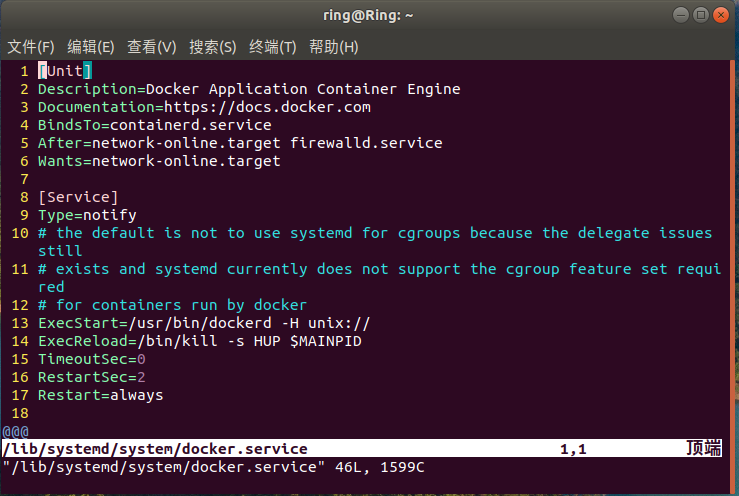 ring@Ring: ~
文件(F) 编辑(E) 查看(V) 搜索(S) 终端(T) 帮助(H)
1 [Unit]
2 Description=Docker Application Container Engine
3 Documentation=https://docs.docker.com
4 BindsTo=containerd.service
5 After=network-online.target firewalld.service
6 Wants=network-online.target
7
8 [Service]
9 Type=notify
10 # the default is not to use systemd for cgroups because the delegate issues
still
11 # exists and systemd currently does not support the cgroup feature set requi
red
12 # for containers run by docker
13 ExecStart=/usr/bin/dockerd -H unix://
14 ExecReload=/bin/kill -s HUP $MAINPID
15 TimeoutSec=0
16 RestartSec=2
17 Restart=always
18
@@@
/lib/systemd/system/docker.service 1,1 顶端
"/lib/systemd/system/docker.service" 46L, 1599C